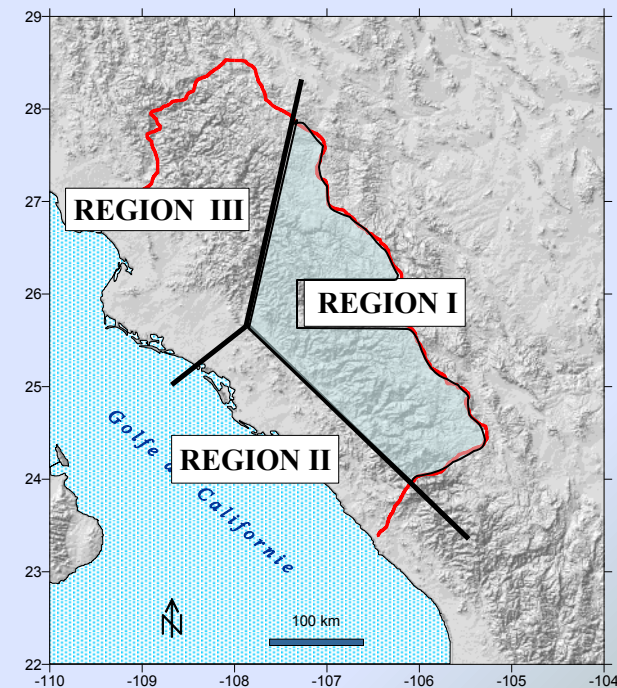 29
28
27
26
25
24
23
22
REGION III
REGION I
REGION II
Golfe d
Californie
N
100 km
-110
-109
-108
-107
-106
-105
-104